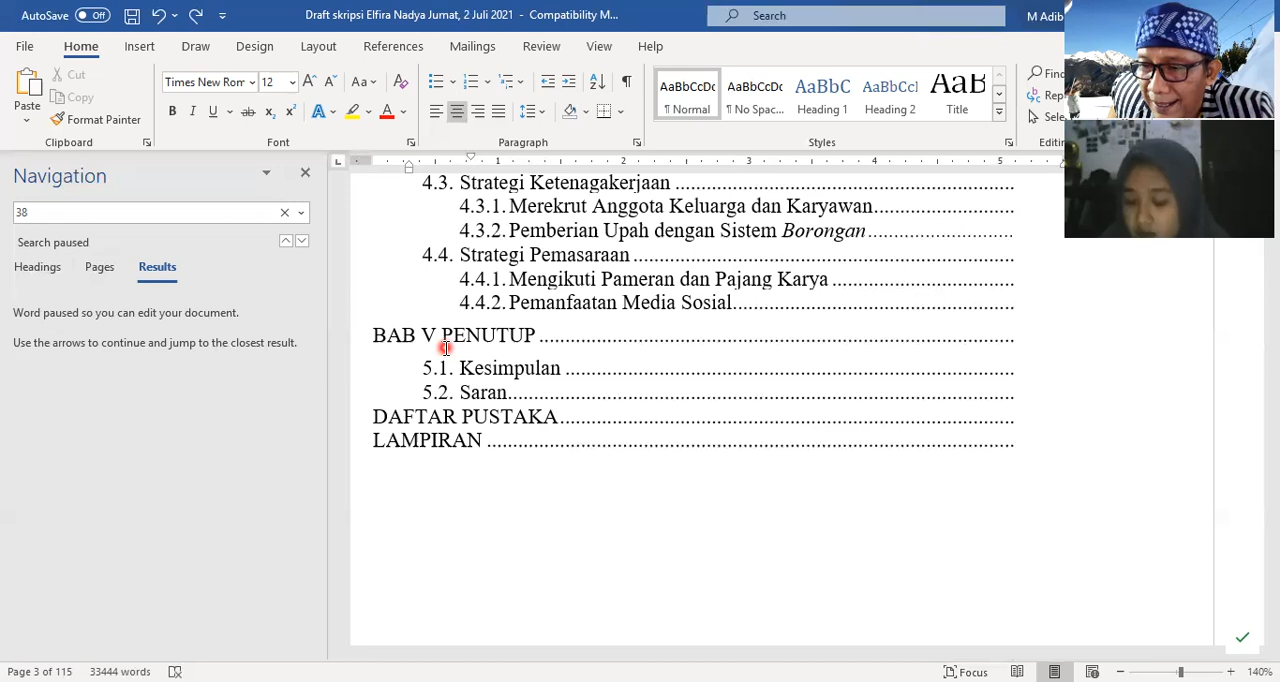 AutoSave Off Draft skripsi Elfira Nadya Jumat, 2 Juli 2021 - Compatibility M... Search M Adib
File Home Insert Draw Design Layout References Mailings Review View Help
Paste Cut Copy Format Painter
Times New Rom 12 Aa
AaBbCcDc AaBbCcDc AaBbC AaBbCcI AaB
¶ Normal ¶ No Spac... Heading 1 Heading 2 Title
Clipboard Font Paragraph Styles
1 2 3 4 5
Navigation
38
Search paused
Headings Pages Results
Word paused so you can edit your document.
Use the arrows to continue and jump to the closest result.
4.3. Strategi Ketenagakerjaan
4.3.1. Merekrut Anggota Keluarga dan Karyawan
4.3.2. Pemberian Upah dengan Sistem Borongan
4.4. Strategi Pemasaraan
4.4.1. Mengikuti Pameran dan Pajang Karya
4.4.2. Pemanfaatan Media Sosial
BAB V PENUTUP
5.1. Kesimpulan
5.2. Saran
DAFTAR PUSTAKA
LAMPIRAN
Page 3 of 115 33444 words Focus 140%